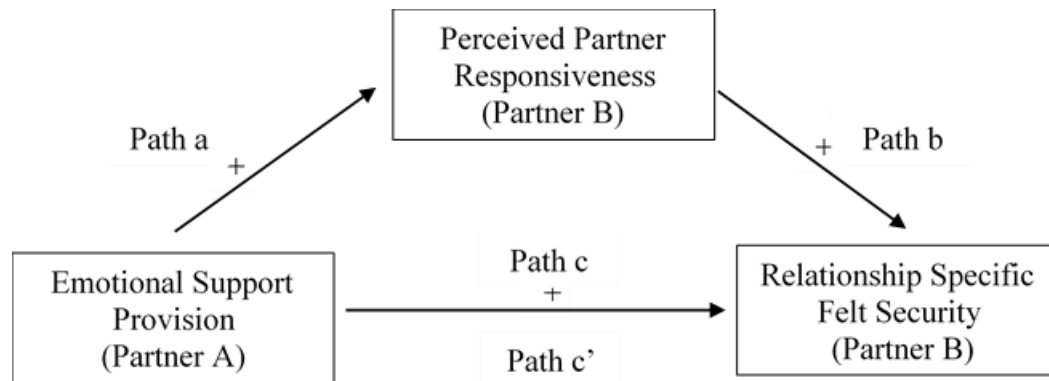 Perceived Partner
Responsiveness
(Partner B)
Path a
+
+ Path b
Emotional Support
Provision
(Partner A)
Path c
+
Path c’
Relationship Specific
Felt Security
(Partner B)